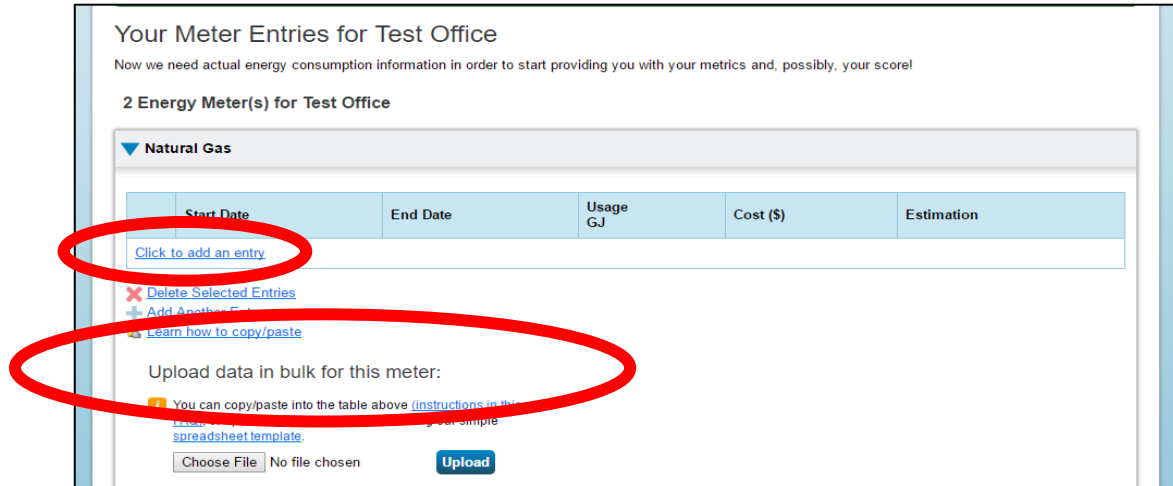 Your Meter Entries for Test Office
Now we need actual energy consumption information in order to start providing you with your metrics and, possibly, your score!
2 Energy Meter(s) for Test Office
Natural Gas
Start Date End Date Usage GJ Cost ($) Estimation
Click to add an entry
Delete Selected Entries
Add Another
Learn how to copy/paste
Upload data in bulk for this meter:
You can copy/paste into the table above (instructions in this
simple
spreadsheet template.
Choose File No file chosen Upload